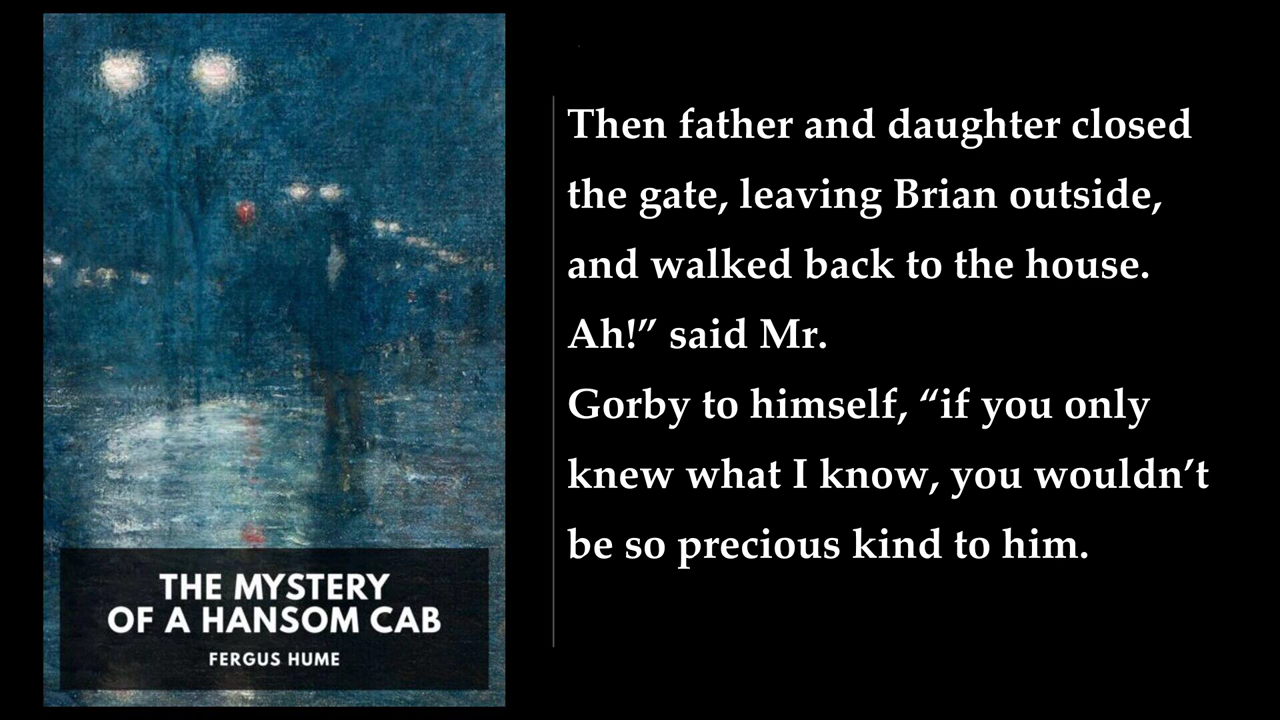 Then father and daughter closed
the gate, leaving Brian outside,
and walked back to the house.
Ah!” said Mr.
Gorby to himself, “if you only
knew what I know, you wouldn’t
be so precious kind to him.
THE MYSTERY
OF A HANSOM CAB
FERGUS HUME